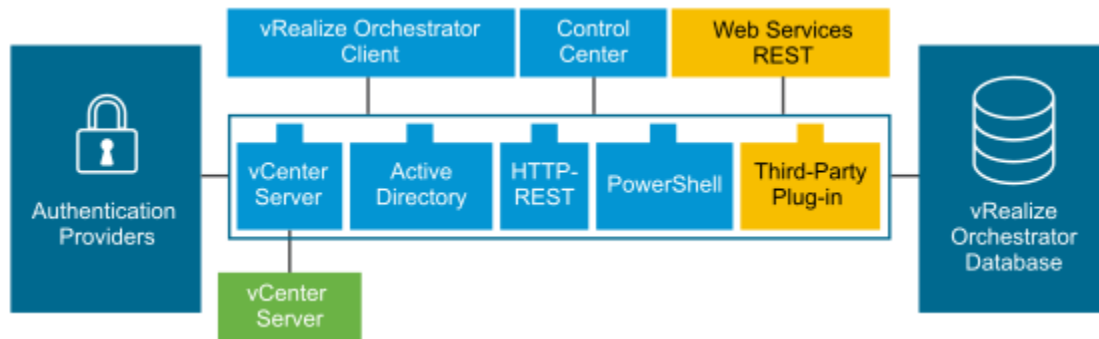 vRealize Orchestrator
Client
Control
Center
Web Services
REST
Authentication
Providers
vCenter
Server
Active
Directory
HTTP-
REST
PowerShell
Third-Party
Plug-in
vRealize
Orchestrator
Database
vCenter
Server